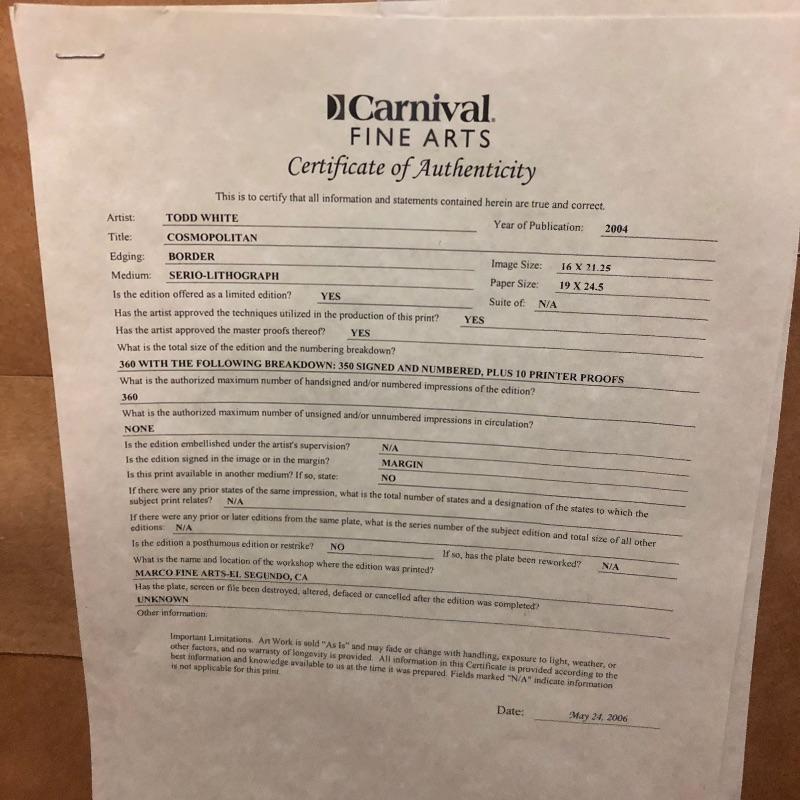 Carnival.
FINE ARTS
Certificate of Authenticity
This is to certify that all information and statements contained herein are true and correct.
Artist: TODD WHITE
Year of Publication: 2004
Title: COSMOPOLITAN
Edging: BORDER
Image Size: 16 X 21.25
Medium: SERIO-LITHOGRAPH
Paper Size: 19 X 24.5
Is the edition offered as a limited edition? YES
Suite of: N/A
Has the artist approved the techniques utilized in the production of this print? YES
Has the artist approved the master proofs thereof? YES
What is the total size of the edition and the numbering breakdown?
360 WITH THE FOLLOWING BREAKDOWN: 350 SIGNED AND NUMBERED, PLUS 10 PRINTER PROOFS
What is the authorized maximum number of handsigned and/or numbered impressions of the edition?
360
What is the authorized maximum number of unsigned and/or unnumbered impressions in circulation?
NONE
Is the edition embellished under the artist's supervision? N/A
Is the edition signed in the image or in the margin? MARGIN
Is this print available in another medium? If so, state: NO
If there were any prior states of the same impression, what is the total number of states and a designation of the states to which the
subject print relates? N/A
If there were any prior or later editions from the same plate, what is the series number of the subject edition and total size of all other
editions: N/A
Is the edition a posthumous edition or restrike? NO
If so, has the plate been reworked? N/A
What is the name and location of the workshop where the edition was printed?
MARCO FINE ARTS-EL SEGUNDO, CA
Has the plate, screen or file been destroyed, altered, defaced or cancelled after the edition was completed?
UNKNOWN
Other information:
Important Limitations. Art Work is sold "As Is" and may fade or change with handling, exposure to light, weather, or
other factors, and no warranty of longevity is provided. All information in this Certificate is provided according to the
best information and knowledge available to us at the time it was prepared. Fields marked "N/A" indicate information
is not applicable for this print.
Date: May 24, 2006